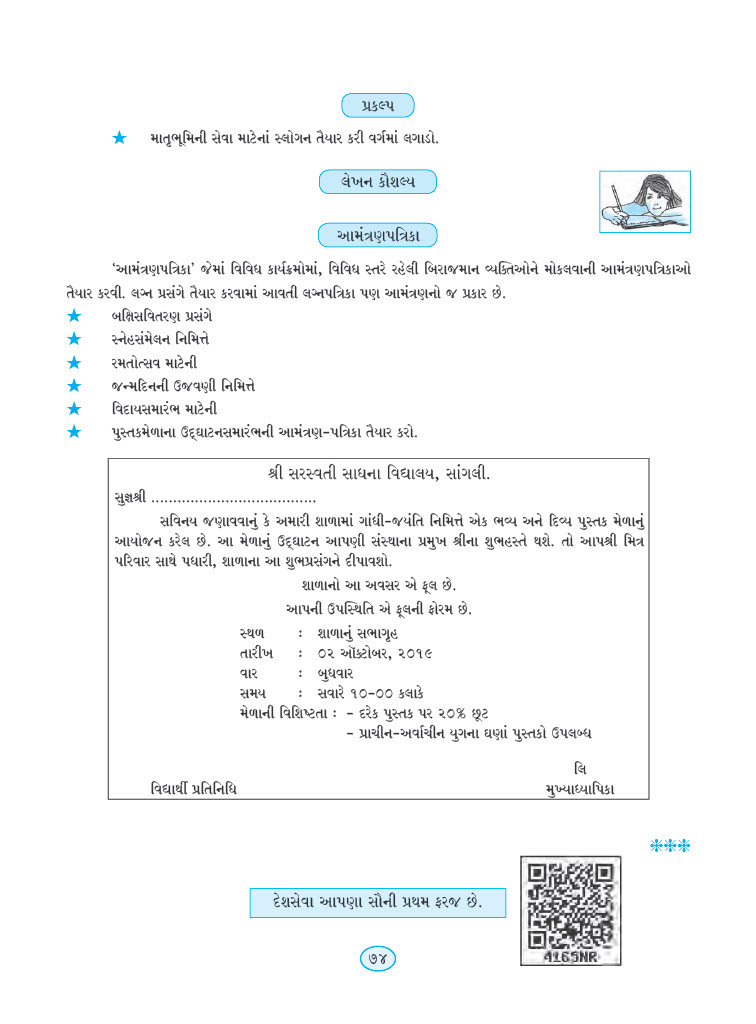 પ્રકલ્પ
★ માતૃભૂમિની સેવા માટેનાં સ્લોગન તૈયાર કરી વર્ગમાં લગાડો.
લેખન કૌશલ્ય
આમંત્રણપત્રિકા
‘આમંત્રણપત્રિકા’ જેમાં વિવિધ કાર્યક્રમોમાં, વિવિધ સ્તરે રહેલી બિરાજમાન વ્યક્તિઓને મોકલવાની આમંત્રણપત્રિકાઓ
તૈયાર કરવી. લગ્ન પ્રસંગે તૈયાર કરવામાં આવતી લગ્નપત્રિકા પણ આમંત્રણનો જ પ્રકાર છે.
★ બક્ષિસવિતરણ પ્રસંગે
★ સ્નેહસંમેલન નિમિત્તે
★ રમતોત્સવ માટેની
★ જન્મદિનની ઉજવણી નિમિત્તે
★ વિદાયસમારંભ માટેની
★ પુસ્તકમેળાના ઉદ્‌ઘાટનસમારંભની આમંત્રણ-પત્રિકા તૈયાર કરો.
શ્રી સરસ્વતી સાધના વિદ્યાલય, સાંગલી.
સુજ્ઞશ્રી ......................................
સવિનય જણાવવાનું કે અમારી શાળામાં ગાંધી-જયંતિ નિમિત્તે એક ભવ્ય અને દિવ્ય પુસ્તક મેળાનું
આયોજન કરેલ છે. આ મેળાનું ઉદ્‌ઘાટન આપણી સંસ્થાના પ્રમુખ શ્રીના શુભહસ્તે થશે. તો આપશ્રી મિત્ર
પરિવાર સાથે પધારી, શાળાના આ શુભપ્રસંગને દીપાવશો.
શાળાનો આ અવસર એ ફૂલ છે.
આપની ઉપસ્થિતિ એ ફૂલની ફોરમ છે.
સ્થળ : શાળાનું સભાગૃહ
તારીખ : ૦૨ ઑક્ટોબર, ૨૦૧૯
વાર : બુધવાર
સમય : સવારે ૧૦-૦૦ કલાકે
મેળાની વિશિષ્ટતા : - દરેક પુસ્તક પર ૨૦% છૂટ
- પ્રાચીન-અર્વાચીન યુગના ઘણાં પુસ્તકો ઉપલબ્ધ
લિ
વિદ્યાર્થી પ્રતિનિધિ મુખ્યાધ્યાપિકા
દેશસેવા આપણા સૌની પ્રથમ ફરજ છે.
4165NR
૭૪